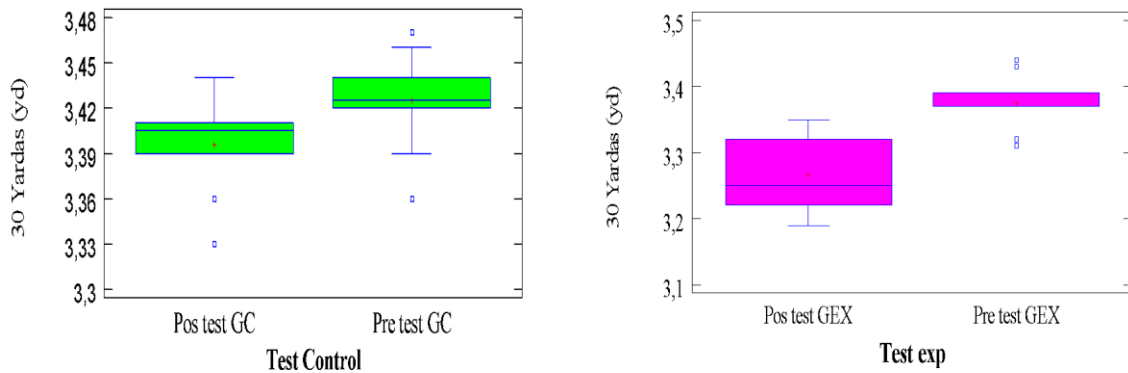 30 Yardas (yd)
3,48
3,45
3,42
3,39
3,36
3,33
3,3
Pos test GC
Pre test GC
Test Control
30 Yardas (yd)
3,5
3,4
3,3
3,2
3,1
Pos test GEX
Pre test GEX
Test exp